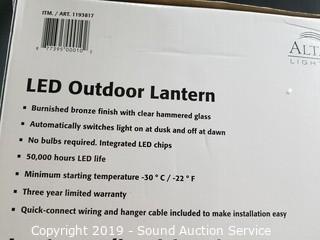 ITM. / ART. 1193817
ALTA
LIGHT
LED Outdoor Lantern
▪ Burnished bronze finish with clear hammered glass
▪ Automatically switches light on at dusk and off at dawn
▪ No bulbs required. Integrated LED chips
▪ 50,000 hours LED life
▪ Minimum starting temperature -30 ° C / -22 ° F
▪ Three year limited warranty
▪ Quick-connect wiring and hanger cable included to make installation easy
Copyright 2019 - Sound Auction Service